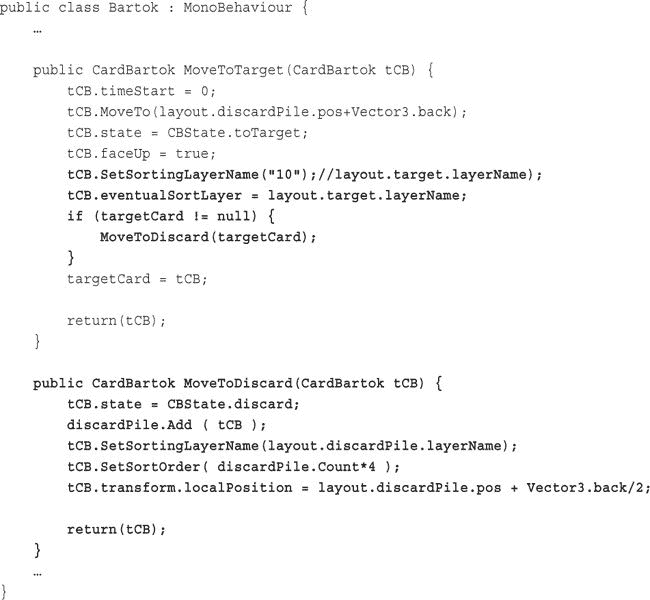 public class Bartok : MonoBehaviour {
    …
    public CardBartok MoveToTarget(CardBartok tCB) {
        tCB.timeStart = 0;
        tCB.MoveTo(layout.discardPile.pos+Vector3.back);
        tCB.state = CBState.toTarget;
        tCB.faceUp = true;
        tCB.SetSortingLayerName("10");//layout.target.layerName);
        tCB.eventualSortLayer = layout.target.layerName;
        if (targetCard != null) {
            MoveToDiscard(targetCard);
        }
        targetCard = tCB;
        return(tCB);
    }
    public CardBartok MoveToDiscard(CardBartok tCB) {
        tCB.state = CBState.discard;
        discardPile.Add ( tCB );
        tCB.SetSortingLayerName(layout.discardPile.layerName);
        tCB.SetSortOrder( discardPile.Count*4 );
        tCB.transform.localPosition = layout.discardPile.pos + Vector3.back/2;
        return(tCB);
    }
    …
}